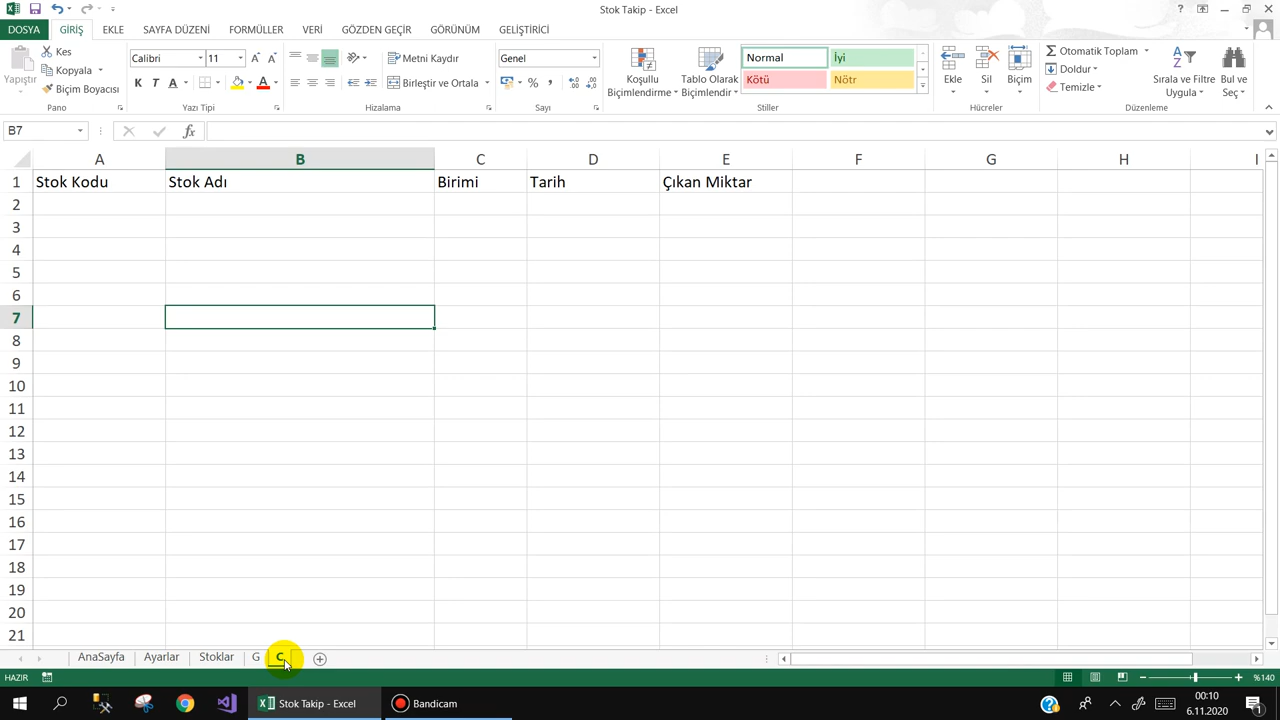 Stok Takip - Excel
DOSYA GİRİŞ EKLE SAYFA DÜZENİ FORMÜLLER VERİ GÖZDEN GEÇİR GÖRÜNÜM GELİŞTİRİCİ
Yapıştır
Kes
Kopyala
Biçim Boyacısı
Pano
Calibri 11
K T A
Yazı Tipi
Metni Kaydır
Birleştir ve Ortala
Hizalama
Genel
Sayı
Koşullu Biçimlendirme
Tablo Olarak Biçimlendir
Normal İyi
Kötü Nötr
Stiller
Ekle Sil Biçim
Hücreler
Otomatik Toplam
Doldur
Temizle
Sırala ve Filtre Uygula
Bul ve Seç
Düzenleme
B7
fx
A B C D E F G H I
1 Stok Kodu Stok Adı Birimi Tarih Çıkan Miktar
2
3
4
5
6
7
8
9
10
11
12
13
14
15
16
17
18
19
20
21
AnaSayfa Ayarlar Stoklar G C
HAZIR
%140
Stok Takip - Excel
Bandicam
00:10
6.11.2020
1